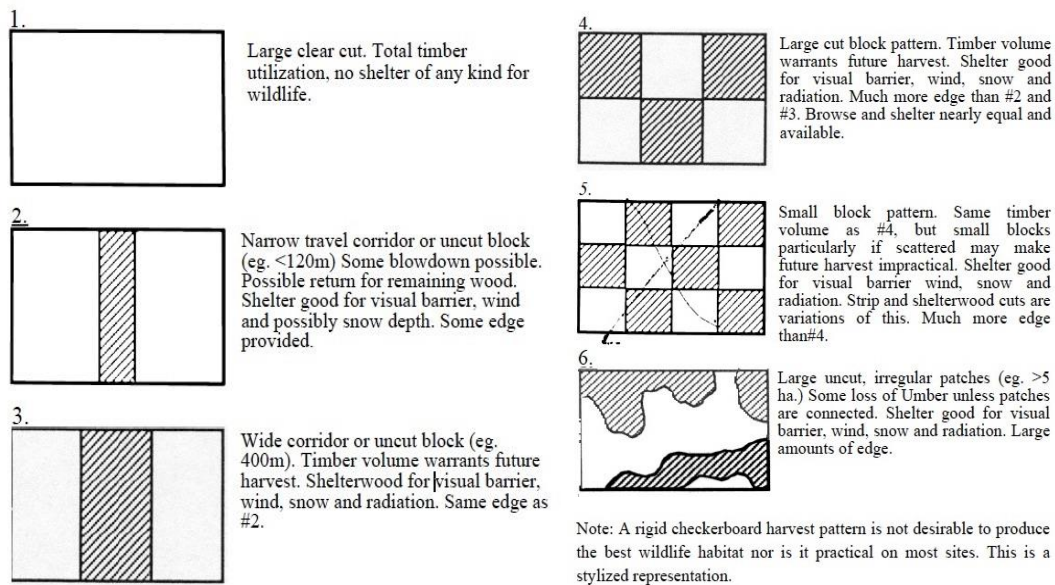 1.
Large clear cut. Total timber
utilization, no shelter of any kind for
wildlife.
2.
Narrow travel corridor or uncut block
(eg. <120m) Some blowdown possible.
Possible return for remaining wood.
Shelter good for visual barrier, wind
and possibly snow depth. Some edge
provided.
3.
Wide corridor or uncut block (eg.
400m). Timber volume warrants future
harvest. Shelterwood for visual barrier,
wind, snow and radiation. Same edge as
#2.
4.
Large cut block pattern. Timber volume
warrants future harvest. Shelter good
for visual barrier, wind, snow and
radiation. Much more edge than #2 and
#3. Browse and shelter nearly equal and
available.
5.
Small block pattern. Same timber
volume as #4, but small blocks
particularly if scattered may make
future harvest impractical. Shelter good
for visual barrier wind, snow and
radiation. Strip and shelterwood cuts are
variations of this. Much more edge
than#4.
6.
Large uncut, irregular patches (eg. >5
ha.) Some loss of Umber unless patches
are connected. Shelter good for visual
barrier, wind, snow and radiation. Large
amounts of edge.
Note: A rigid checkerboard harvest pattern is not desirable to produce
the best wildlife habitat nor is it practical on most sites. This is a
stylized representation.